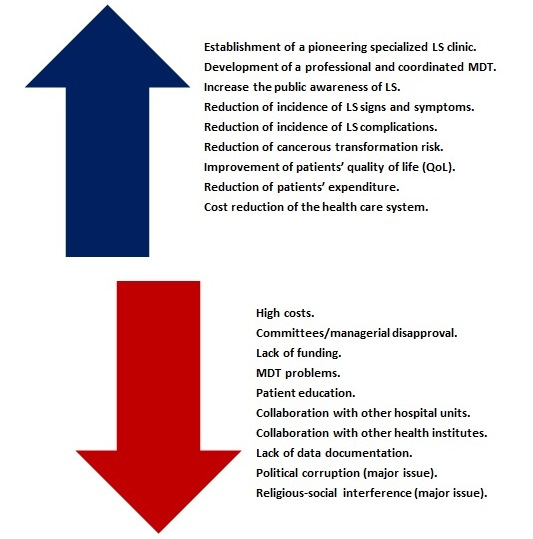 Establishment of a pioneering specialized LS clinic.
Development of a professional and coordinated MDT.
Increase the public awareness of LS.
Reduction of incidence of LS signs and symptoms.
Reduction of incidence of LS complications.
Reduction of cancerous transformation risk.
Improvement of patients’ quality of life (QoL).
Reduction of patients’ expenditure.
Cost reduction of the health care system.
High costs.
Committees/managerial disapproval.
Lack of funding.
MDT problems.
Patient education.
Collaboration with other hospital units.
Collaboration with other health institutes.
Lack of data documentation.
Political corruption (major issue).
Religious-social interference (major issue).